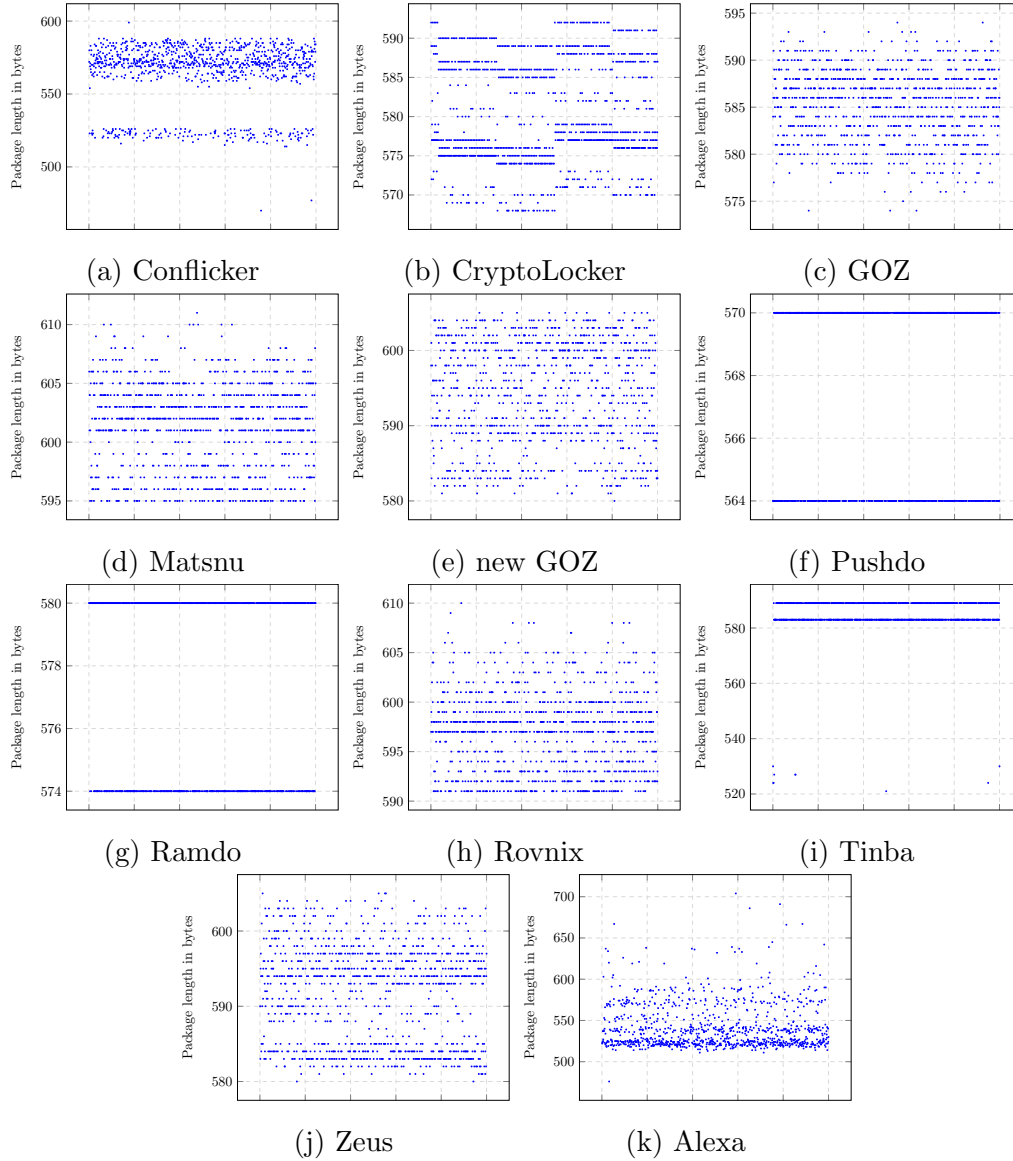 Package length in bytes
600
550
500
(a) Conflicker
Package length in bytes
590
585
580
575
570
(b) CryptoLocker
Package length in bytes
595
590
585
580
575
(c) GOZ
Package length in bytes
610
605
600
595
(d) Matsnu
Package length in bytes
600
590
580
(e) new GOZ
Package length in bytes
570
568
566
564
(f) Pushdo
Package length in bytes
580
578
576
574
(g) Ramdo
Package length in bytes
610
605
600
595
590
(h) Rovnix
Package length in bytes
580
560
540
520
(i) Tinba
Package length in bytes
600
590
580
(j) Zeus
Package length in bytes
700
650
600
550
500
(k) Alexa